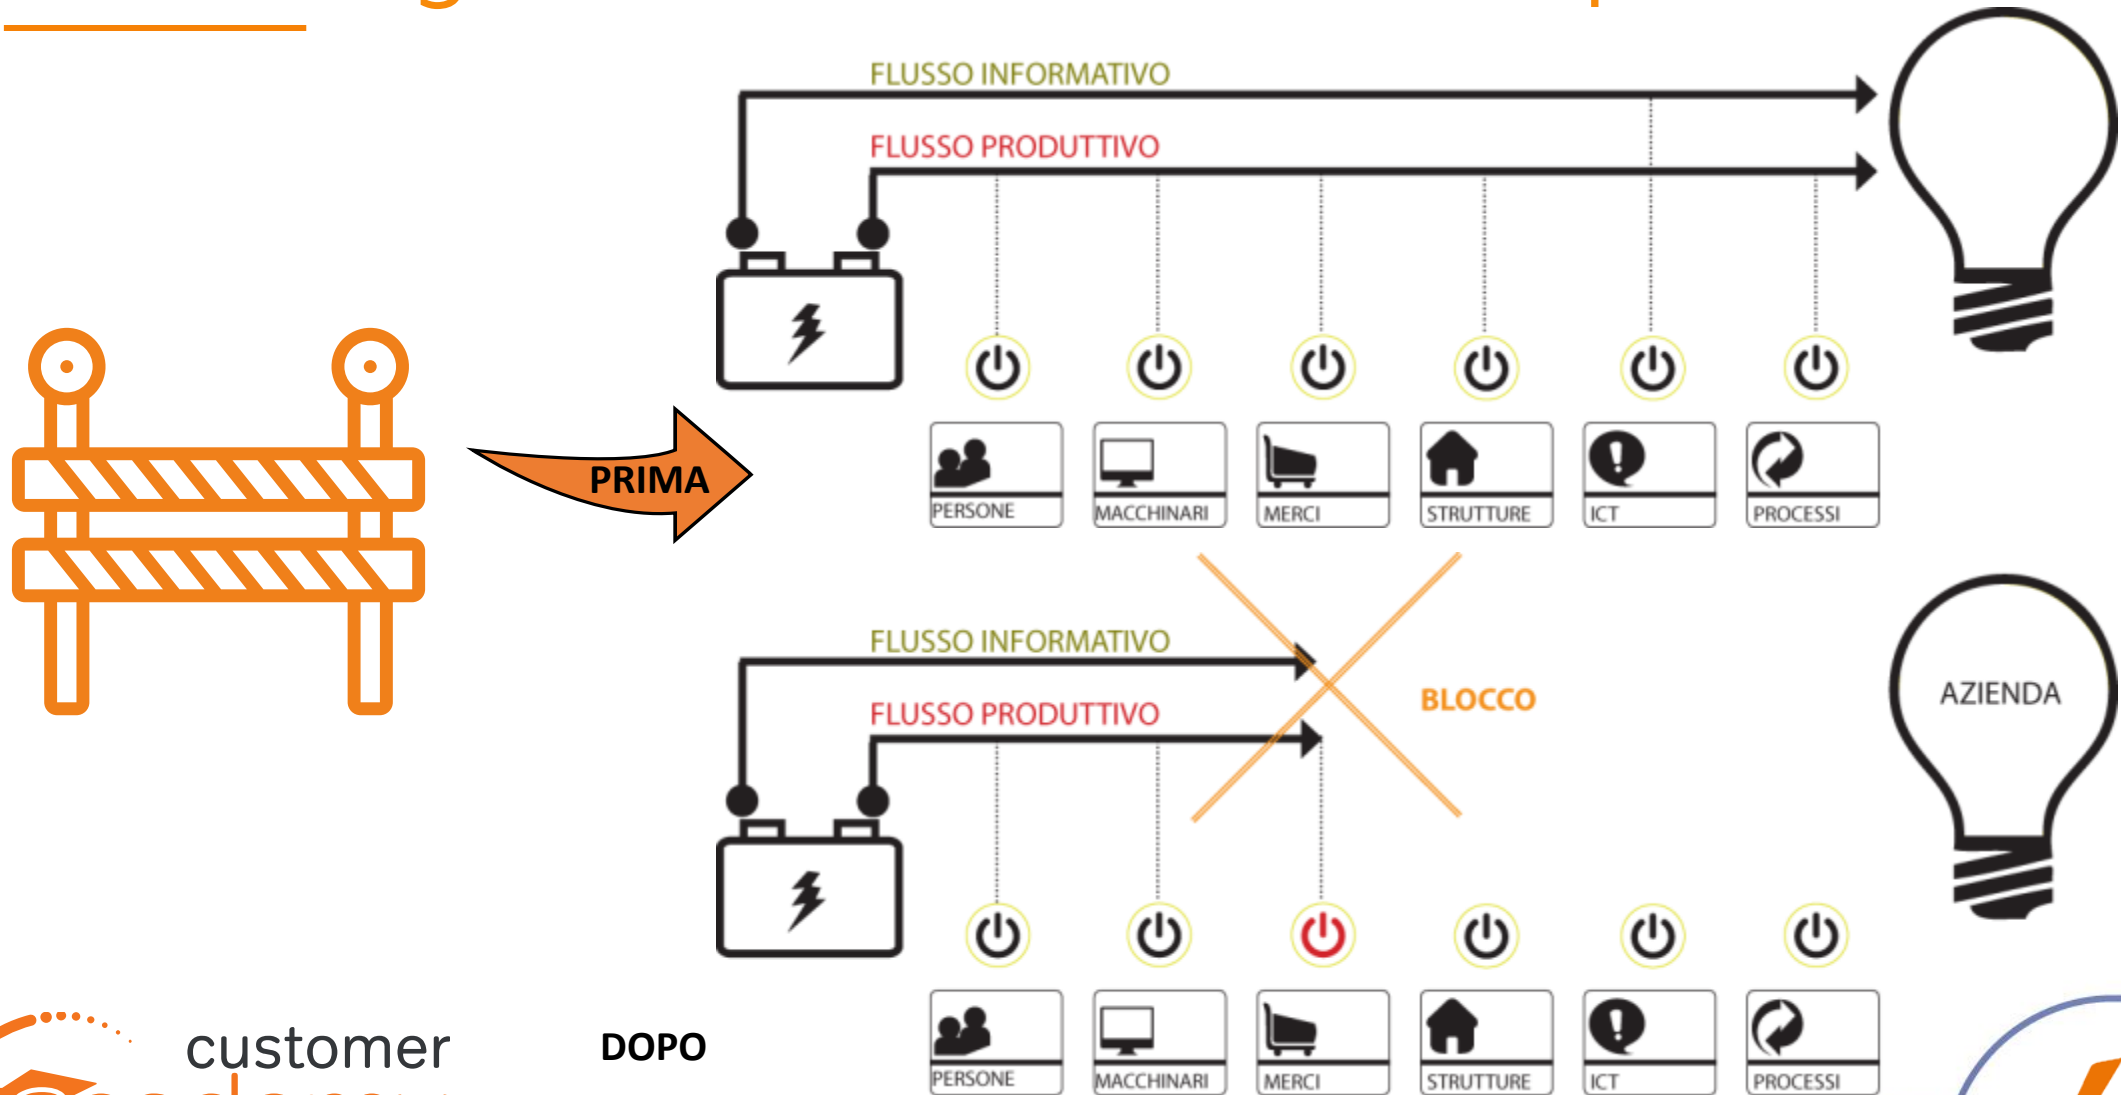 FLUSSO INFORMATIVO
FLUSSO PRODUTTIVO
PRIMA
PERSONE
MACCHINARI
MERCI
STRUTTURE
ICT
PROCESSI
FLUSSO INFORMATIVO
FLUSSO PRODUTTIVO
BLOCCO
AZIENDA
customer
DOPO
PERSONE
MACCHINARI
MERCI
STRUTTURE
ICT
PROCESSI